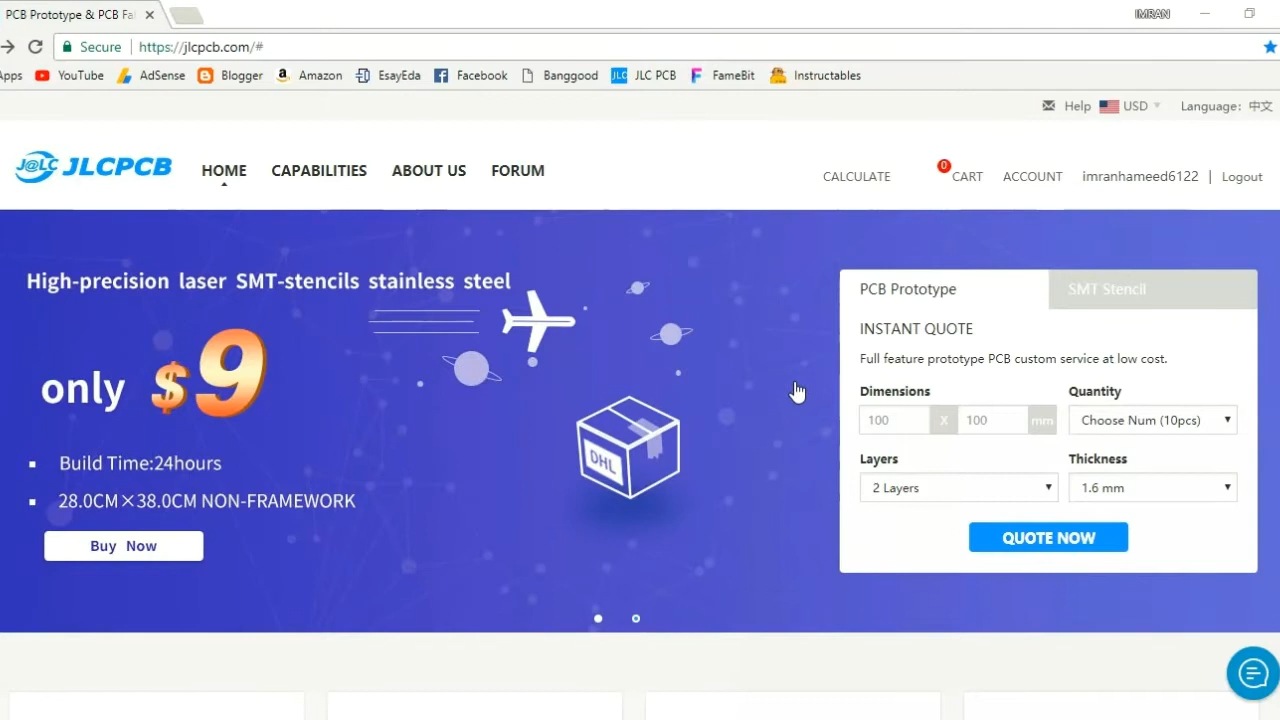 PCB Prototype & PCB Fa
IMRAN
Secure https://jlcpcb.com/#
Apps YouTube AdSense Blogger Amazon EsayEda Facebook Banggood JLC JLC PCB FameBit Instructables
Help USD Language: 中文
J@LC JLCPCB HOME CAPABILITIES ABOUT US FORUM
CALCULATE 0 CART ACCOUNT imranhameed6122 | Logout
High-precision laser SMT-stencils stainless steel
only $9
▪ Build Time:24hours
▪ 28.0CM×38.0CM NON-FRAMEWORK
Buy Now
DHL
PCB Prototype SMT Stencil
INSTANT QUOTE
Full feature prototype PCB custom service at low cost.
Dimensions Quantity
100 X 100 mm Choose Num (10pcs)
Layers Thickness
2 Layers 1.6 mm
QUOTE NOW